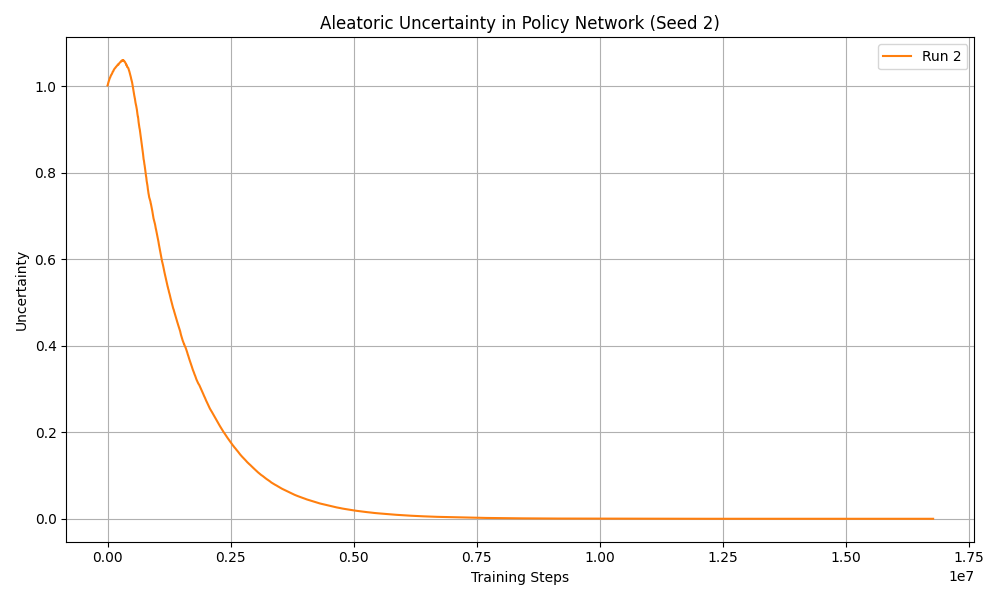 Aleatoric Uncertainty in Policy Network (Seed 2)
Run 2
Uncertainty
1.0
0.8
0.6
0.4
0.2
0.0
0.00 0.25 0.50 0.75 1.00 1.25 1.50 1.75
1e7
Training Steps